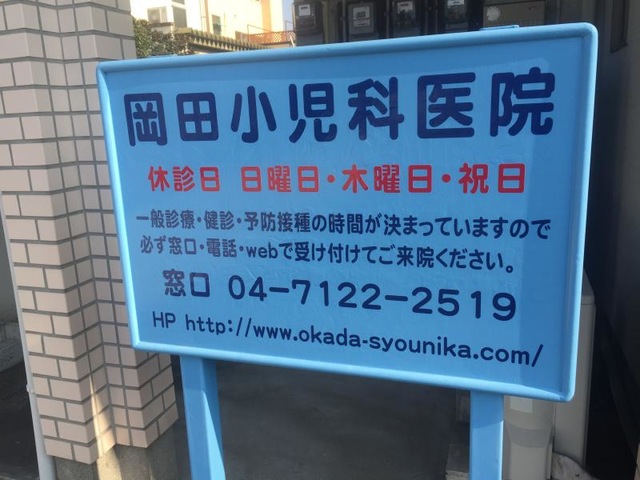 岡田小児科医院
休診日 日曜日・木曜日・祝日
一般診療・健診・予防接種の時間が決まっていますので
必ず窓口・電話・webで受け付けてご来院ください。
窓口 04-7122-2519
HP http://www.okada-syounika.com/